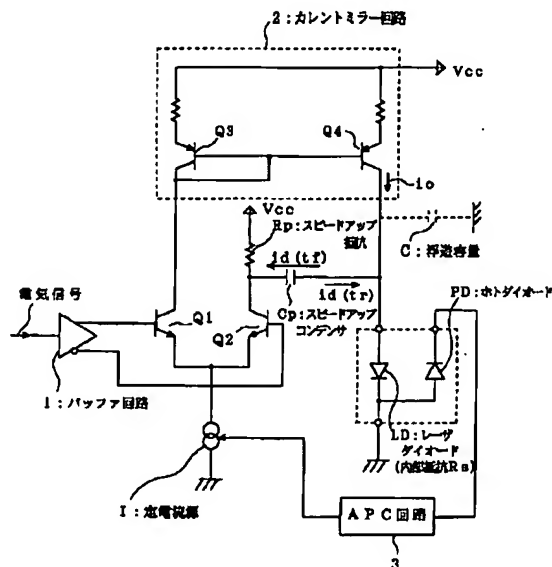 2:カレントミラー回路
Vcc
Q3
Q4
io
Vcc
Rp:スピードアップ
抵抗
C:浮遊容量
id(tf)
id(tr)
PD:ホトダイオード
電気信号
Q1
Q2
Cp:スピードアップ
コンデンサ
1:バッファ回路
LD:レーザ
ダイオード
(内部抵抗Rs)
I:定電流源
APC回路
3